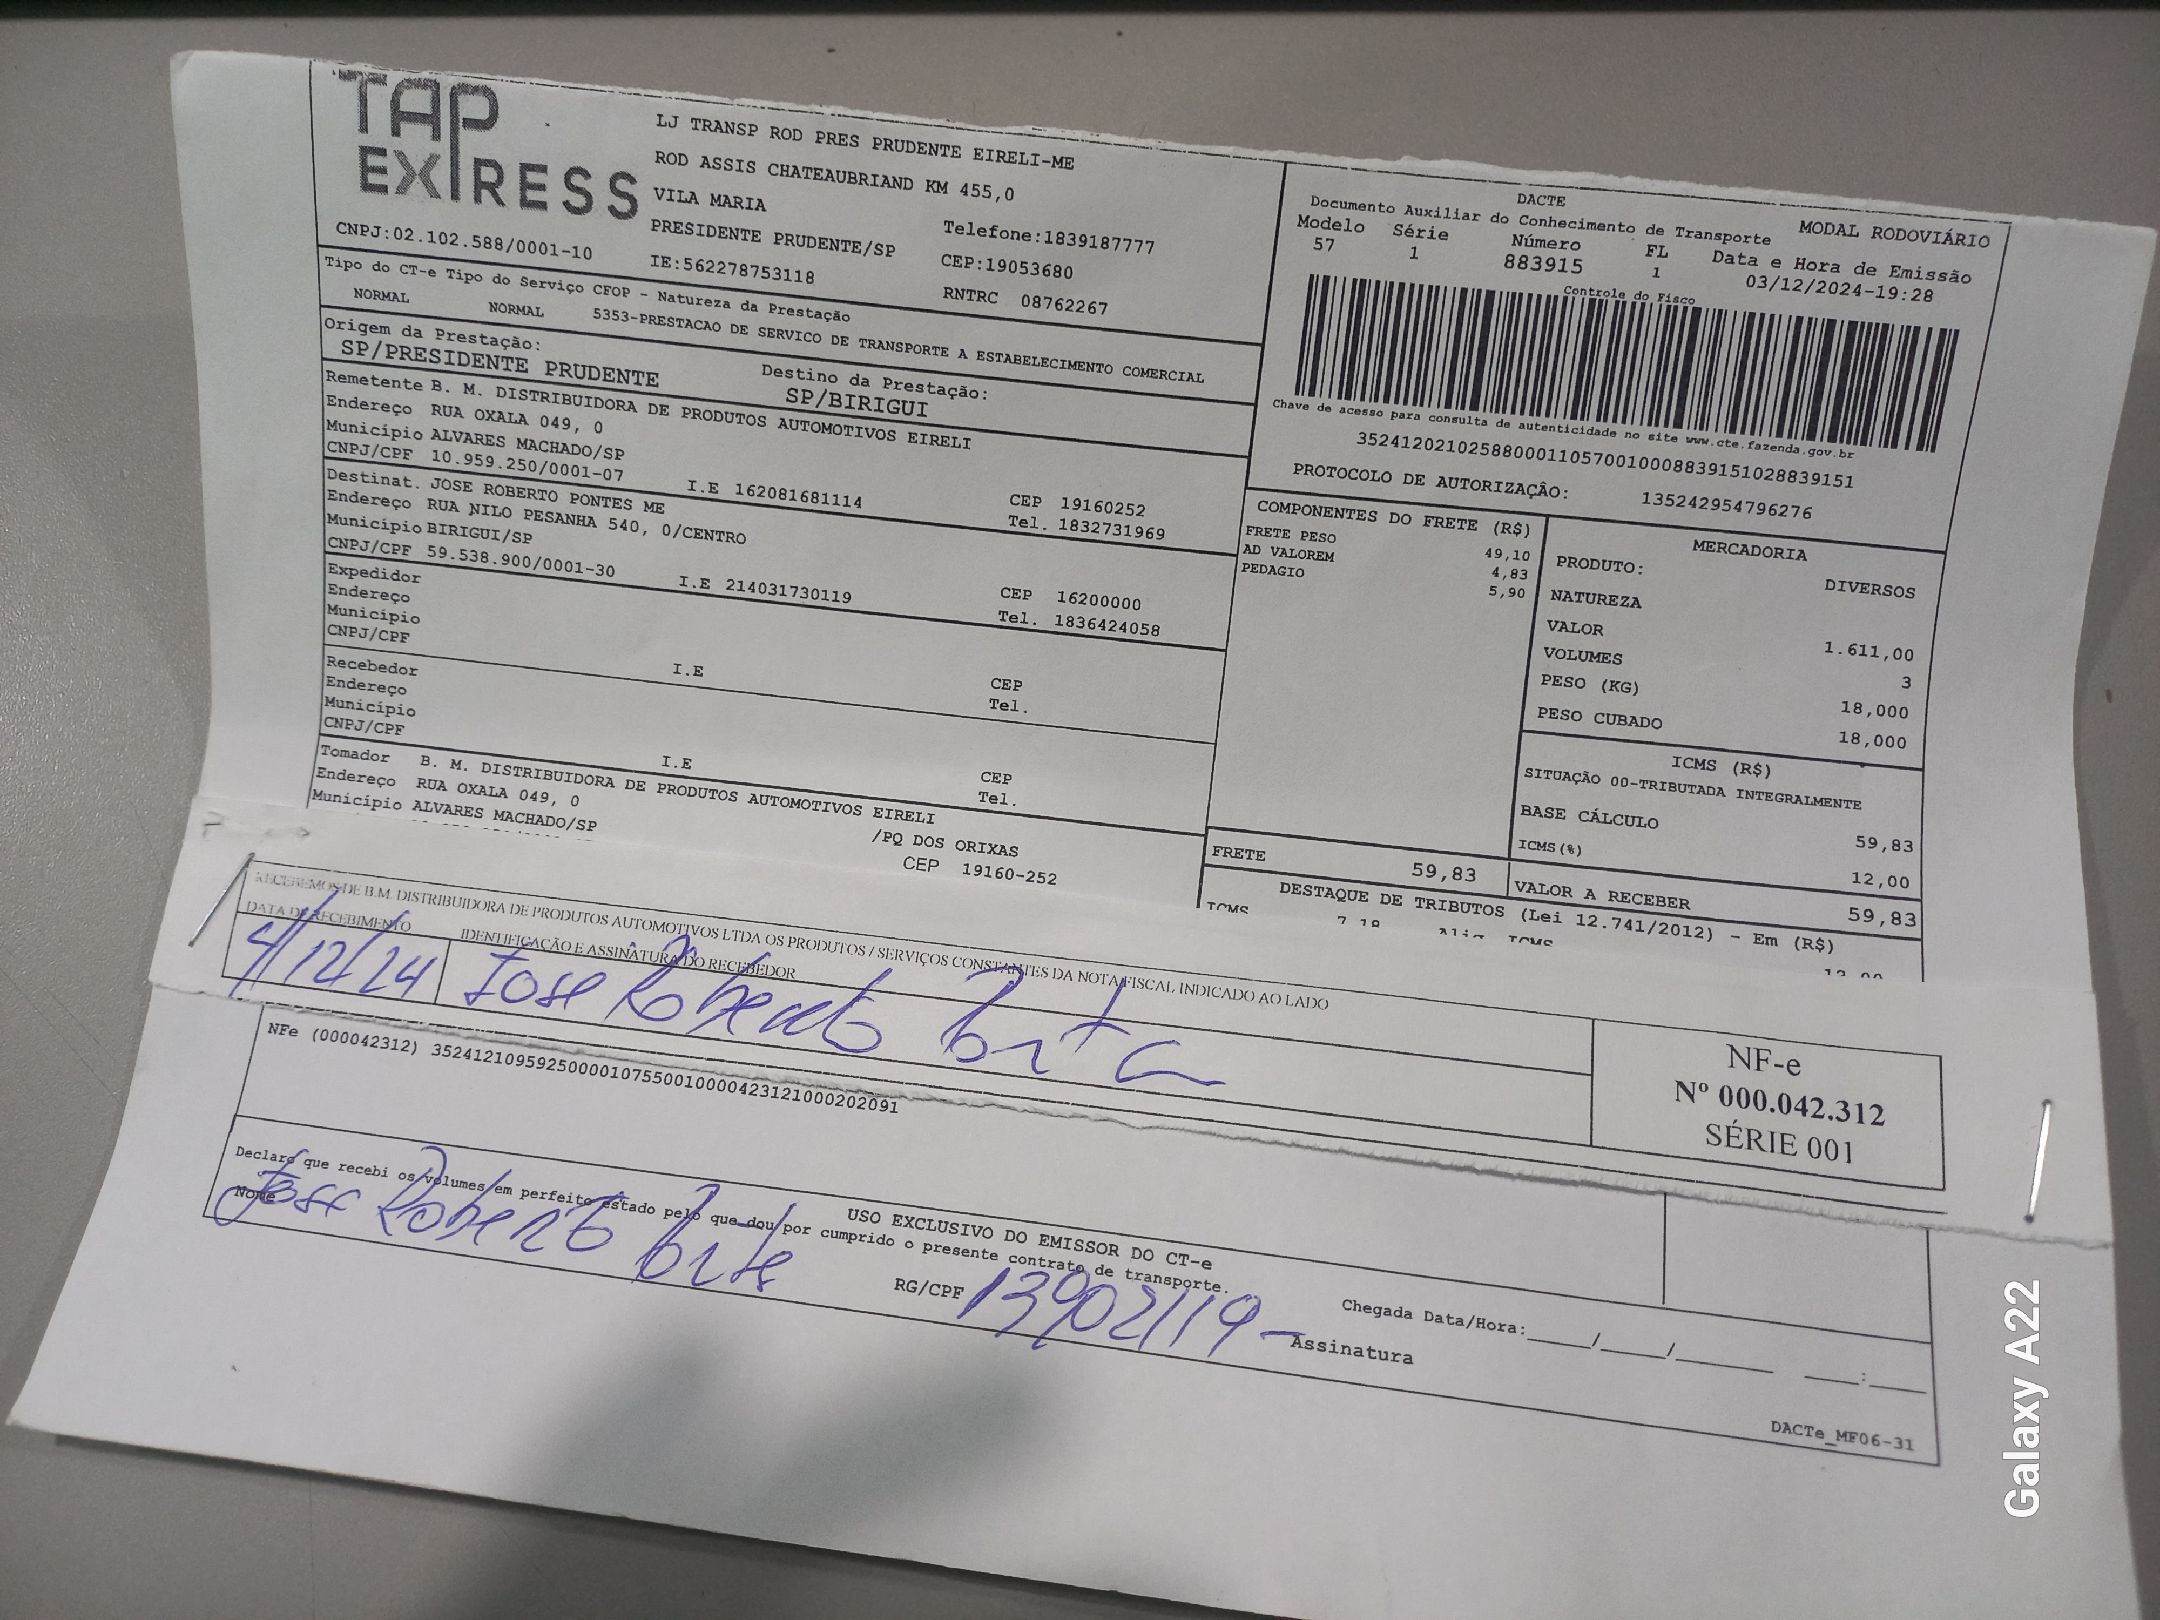 TAP EXPRESS
LJ TRANSP ROD PRES PRUDENTE EIRELI-ME
ROD ASSIS CHATEAUBRIAND KM 455,0
VILA MARIA
PRESIDENTE PRUDENTE/SP Telefone:1839187777
CNPJ:02.102.588/0001-10 IE:562278753118 CEP:19053680
RNTRC 08762267
Tipo do CT-e Tipo do Serviço CFOP - Natureza da Prestação
NORMAL NORMAL 5353-PRESTACAO DE SERVICO DE TRANSPORTE A ESTABELECIMENTO COMERCIAL
Origem da Prestação: Destino da Prestação:
SP/PRESIDENTE PRUDENTE SP/BIRIGUI
Remetente B. M. DISTRIBUIDORA DE PRODUTOS AUTOMOTIVOS EIRELI
Endereço RUA OXALA 049, 0
Município ALVARES MACHADO/SP CEP 19160252
CNPJ/CPF 10.959.250/0001-07 I.E 162081681114 Tel. 1832731969
Destinat. JOSE ROBERTO PONTES ME
Endereço RUA NILO PESANHA 540, 0/CENTRO
Município BIRIGUI/SP CEP 16200000
CNPJ/CPF 59.538.900/0001-30 I.E 214031730119 Tel. 1836424058
Expedidor
Endereço
Município CEP
CNPJ/CPF I.E Tel.
Recebedor
Endereço
Município CEP
CNPJ/CPF I.E Tel.
Tomador B. M. DISTRIBUIDORA DE PRODUTOS AUTOMOTIVOS EIRELI
Endereço RUA OXALA 049, 0 /PQ DOS ORIXAS
Município ALVARES MACHADO/SP CEP 19160-252
DACTE
Documento Auxiliar do Conhecimento de Transporte MODAL RODOVIÁRIO
Modelo Série Número FL Data e Hora de Emissão
57 1 883915 1 03/12/2024-19:28
Controle do Fisco
Chave de acesso para consulta de autenticidade no site www.cte.fazenda.gov.br
35241202102588000110570010008839151028839151
PROTOCOLO DE AUTORIZAÇÂO: 135242954796276
COMPONENTES DO FRETE (R$)
FRETE PESO 49,10
AD VALOREM 4,83
PEDAGIO 5,90
MERCADORIA
PRODUTO: DIVERSOS
NATUREZA
VALOR 1.611,00
VOLUMES 3
PESO (KG) 18,000
PESO CUBADO 18,000
ICMS (R$)
SITUAÇÃO 00-TRIBUTADA INTEGRALMENTE
BASE CÁLCULO 59,83
ICMS(%) 12,00
FRETE 59,83 VALOR A RECEBER 59,83
DESTAQUE DE TRIBUTOS (Lei 12.741/2012) - Em (R$)
ICMS 7,18 Aliq. ICMS 12,00
RECEBEMOS DE B.M. DISTRIBUIDORA DE PRODUTOS AUTOMOTIVOS LTDA OS PRODUTOS / SERVIÇOS CONSTANTES DA NOTA FISCAL INDICADO AO LADO
DATA DE RECEBIMENTO IDENTIFICAÇÃO E ASSINATURA DO RECEBEDOR
4/12/24 Jose Roberto
NF-e
Nº 000.042.312
SÉRIE 001
NFe (000042312) 35241210959250000107550010000423121000202091
USO EXCLUSIVO DO EMISSOR DO CT-e
Declaro que recebi os volumes em perfeito estado pelo que dou por cumprido o presente contrato de transporte.
Nome Jose Roberto RG/CPF 13902119 Assinatura Chegada Data/Hora:____/____/______ ___:___
DACTe_MF06-31
Galaxy A22